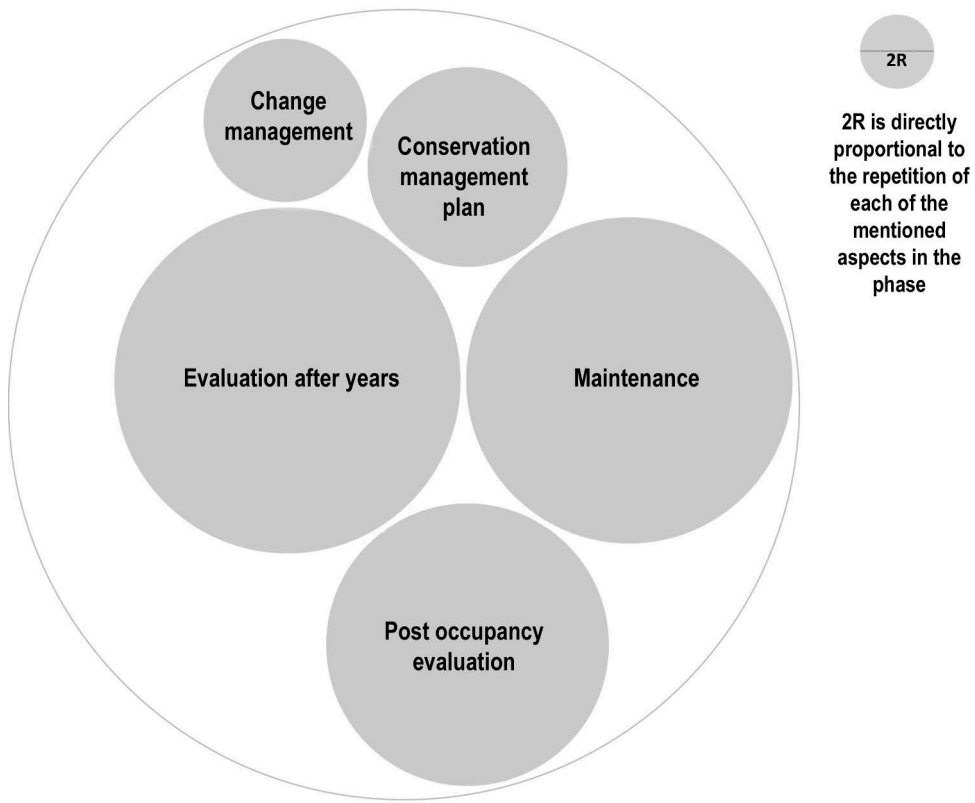 Change
management
Conservation
management
plan
Evaluation after years
Maintenance
Post occupancy
evaluation
2R
2R is directly
proportional to
the repetition of
each of the
mentioned
aspects in the
phase